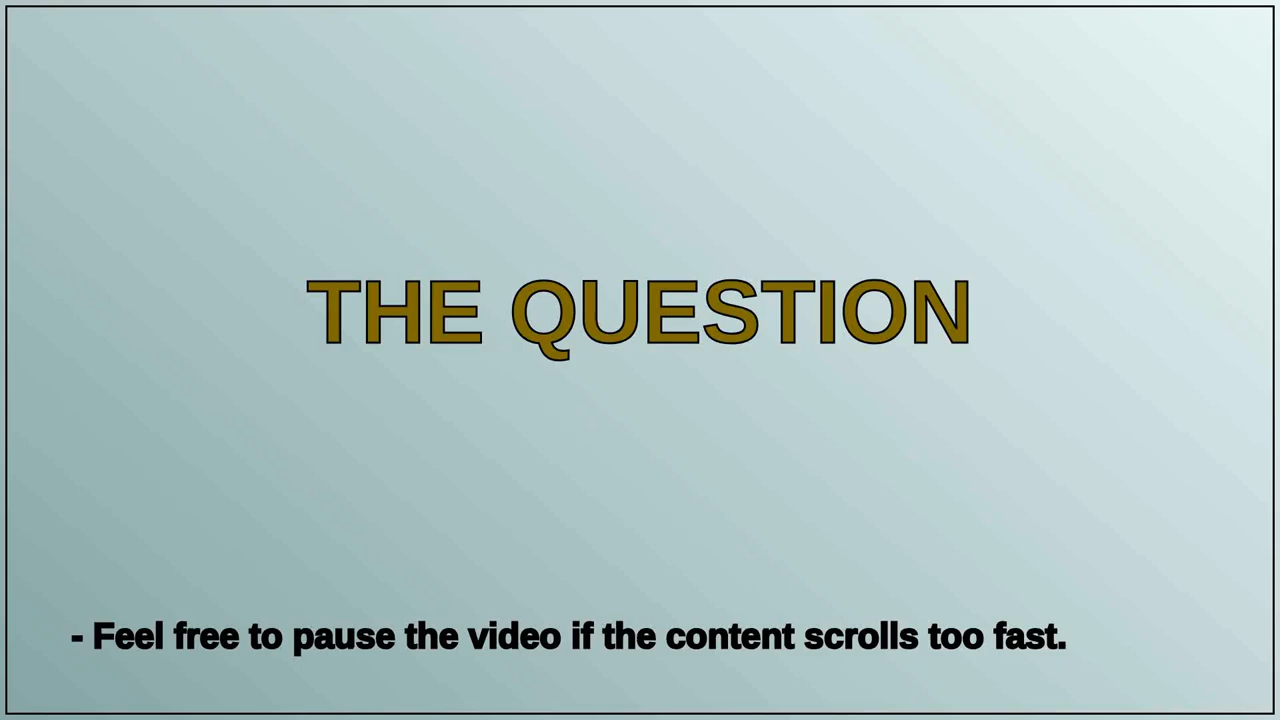 THE QUESTION
- Feel free to pause the video if the content scrolls too fast.